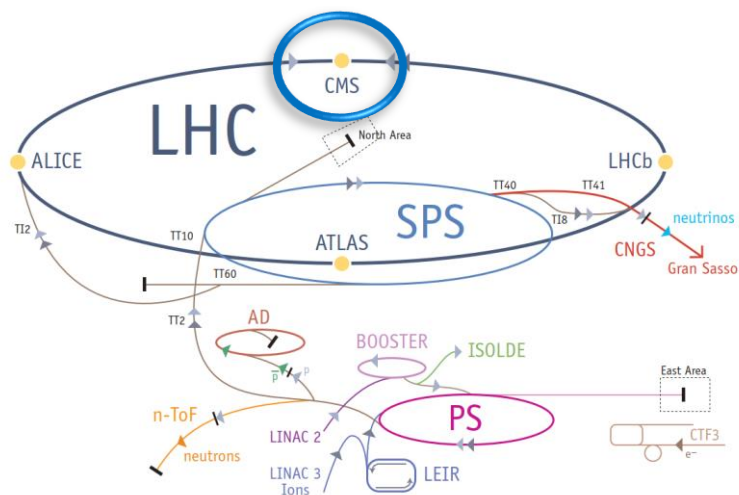 CMS
LHC
North Area
ALICE
LHCb
TT40
TT41
TI8
TI2
SPS
neutrinos
TT10
ATLAS
CNGS
Gran Sasso
TT60
TT2
AD
BOOSTER
ISOLDE
p
p
East Area
n-ToF
PS
LINAC 2
neutrons
CTF3
e⁻
LINAC 3
Ions
LEIR